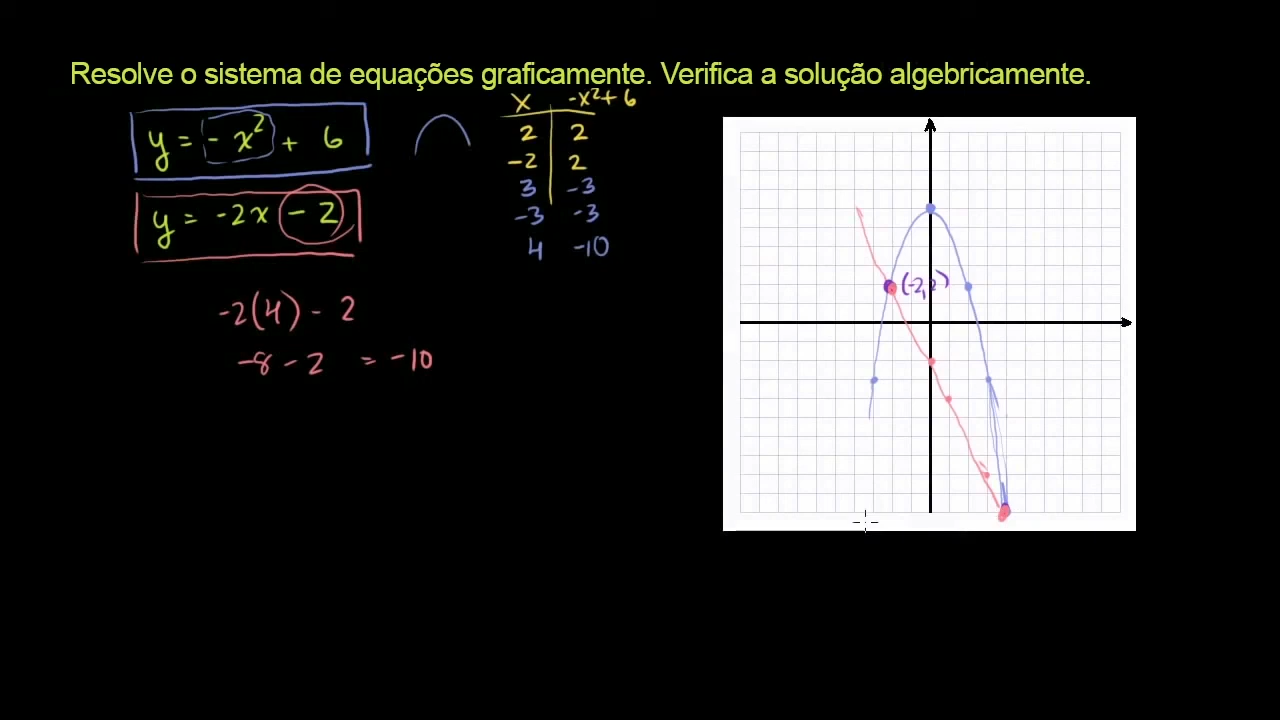 Resolve o sistema de equações graficamente. Verifica a solução algebricamente.
y = -x² + 6
y = -2x - 2
x | -x² + 6
2 | 2
-2 | 2
3 | -3
-3 | -3
4 | -10
-2(4) - 2
-8 - 2 = -10
(-2, 2)